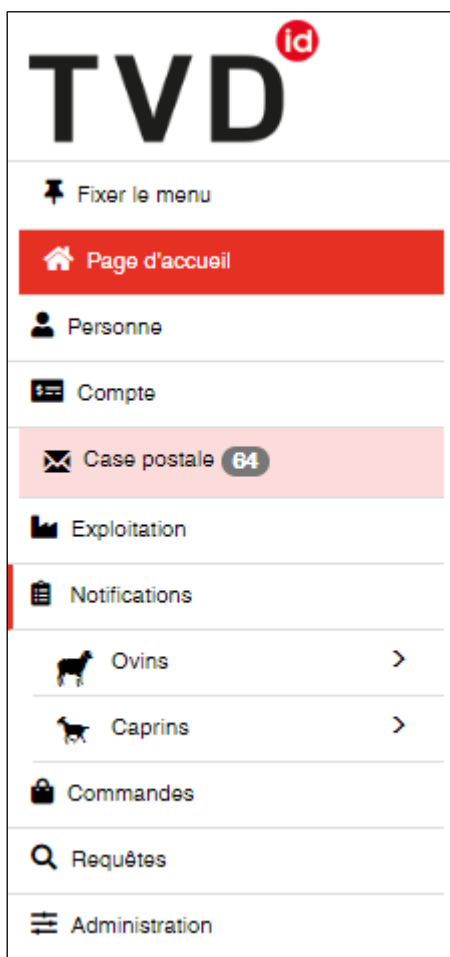 TVD id
Fixer le menu
Page d'accueil
Personne
Compte
Case postale 64
Exploitation
Notifications
Ovins
Caprins
Commandes
Requêtes
Administration